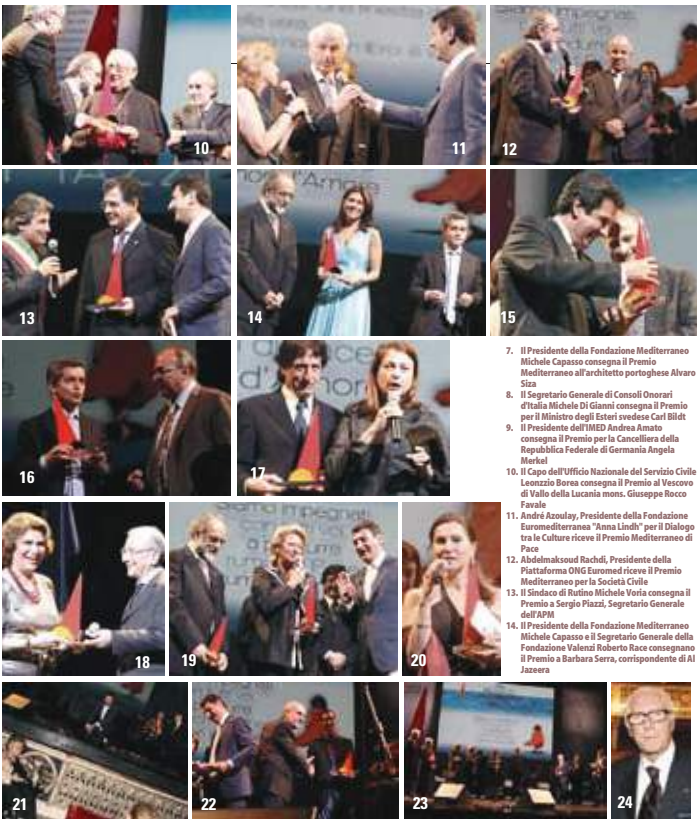 10
11
12
d'Amore
13
14
15
16
17
18
19
20
21
22
23
24
7. Il Presidente della Fondazione Mediterraneo
Michele Capasso consegna il Premio
Mediterraneo all'architetto portoghese Alvaro
Siza
8. Il Segretario Generale di Consoli Onorari
d'Italia Michele Di Gianni consegna il Premio
per il Ministro degli Esteri svedese Carl Bildt
9. Il Presidente dell'IMED Andrea Amato
consegna il Premio per la Cancelliera della
Repubblica Federale di Germania Angela
Merkel
10. Il Capo dell'Ufficio Nazionale del Servizio Civile
Leonzzio Borea consegna il Premio al Vescovo
di Vallo della Lucania mons. Giuseppe Rocco
Favale
11. André Azoulay, Presidente della Fondazione
Euromediterranea "Anna Lindh" per il Dialogo
tra le Culture riceve il Premio Mediterraneo di
Pace
12. Abdelmaksoud Rachdi, Presidente della
Piattaforma ONG Euromed riceve il Premio
Mediterraneo per la Società Civile
13. Il Sindaco di Rutino Michele Voria consegna il
Premio a Sergio Piazzi, Segretario Generale
dell'APM
14. Il Presidente della Fondazione Mediterraneo
Michele Capasso e il Segretario Generale della
Fondazione Valenzi Roberto Race consegnano
il Premio a Barbara Serra, corrispondente di Al
Jazeera